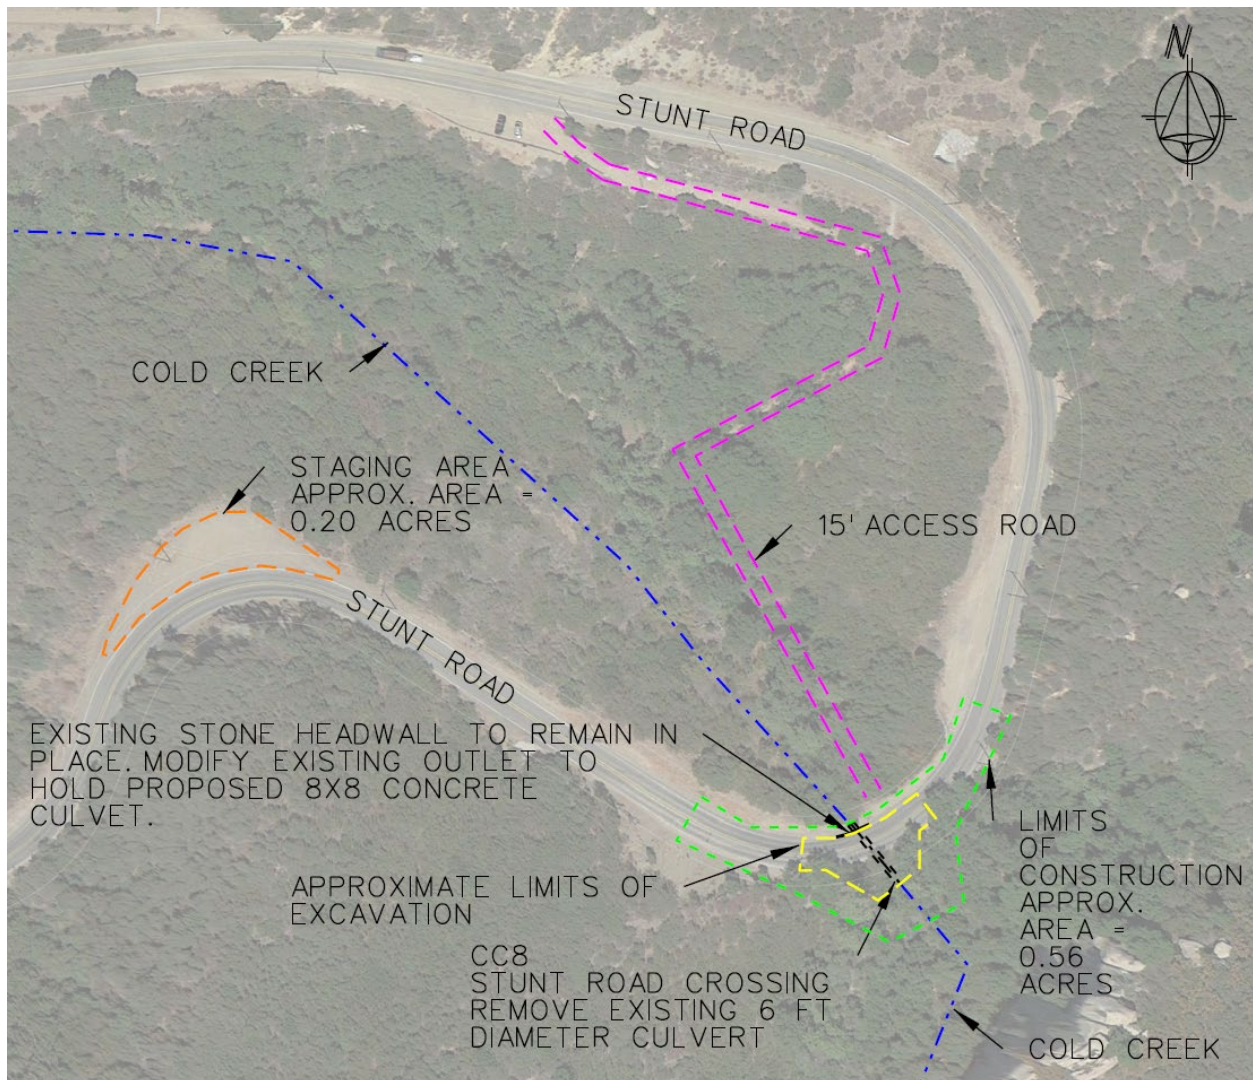 N
STUNT ROAD
COLD CREEK
STAGING AREA
APPROX. AREA =
0.20 ACRES
15' ACCESS ROAD
STUNT ROAD
EXISTING STONE HEADWALL TO REMAIN IN
PLACE. MODIFY EXISTING OUTLET TO
HOLD PROPOSED 8X8 CONCRETE
CULVET.
LIMITS
OF
CONSTRUCTION
APPROX.
AREA =
0.56
ACRES
APPROXIMATE LIMITS OF
EXCAVATION
CC8
STUNT ROAD CROSSING
REMOVE EXISTING 6 FT
DIAMETER CULVERT
COLD CREEK